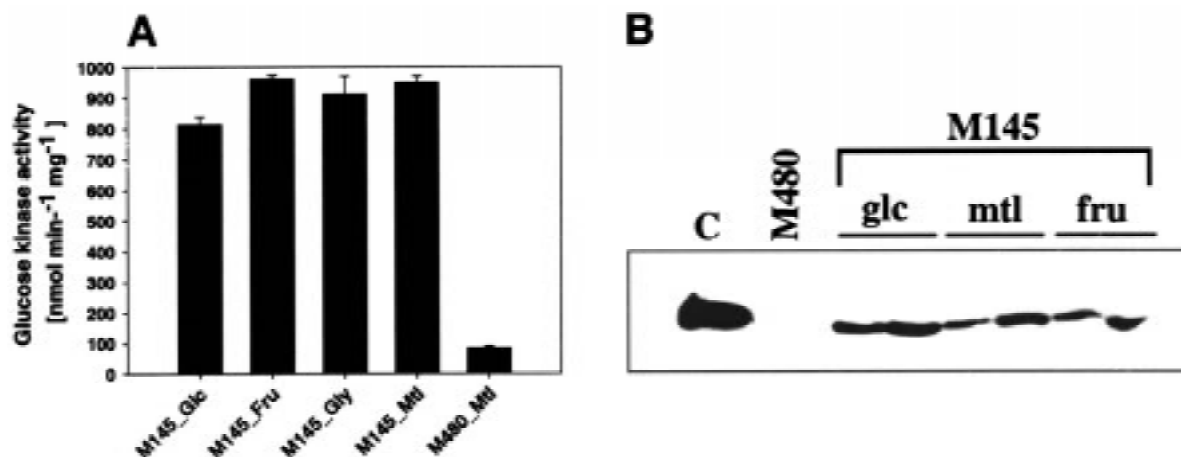 A
Glucose kinase activity
[nmol min-¹ mg⁻¹]
1000
900
800
700
600
500
400
300
200
100
0
M145_Glc
M145_Fru
M145_Gly
M145_Mtl
M480_Mtl
B
M145
C
M480
glc
mtl
fru